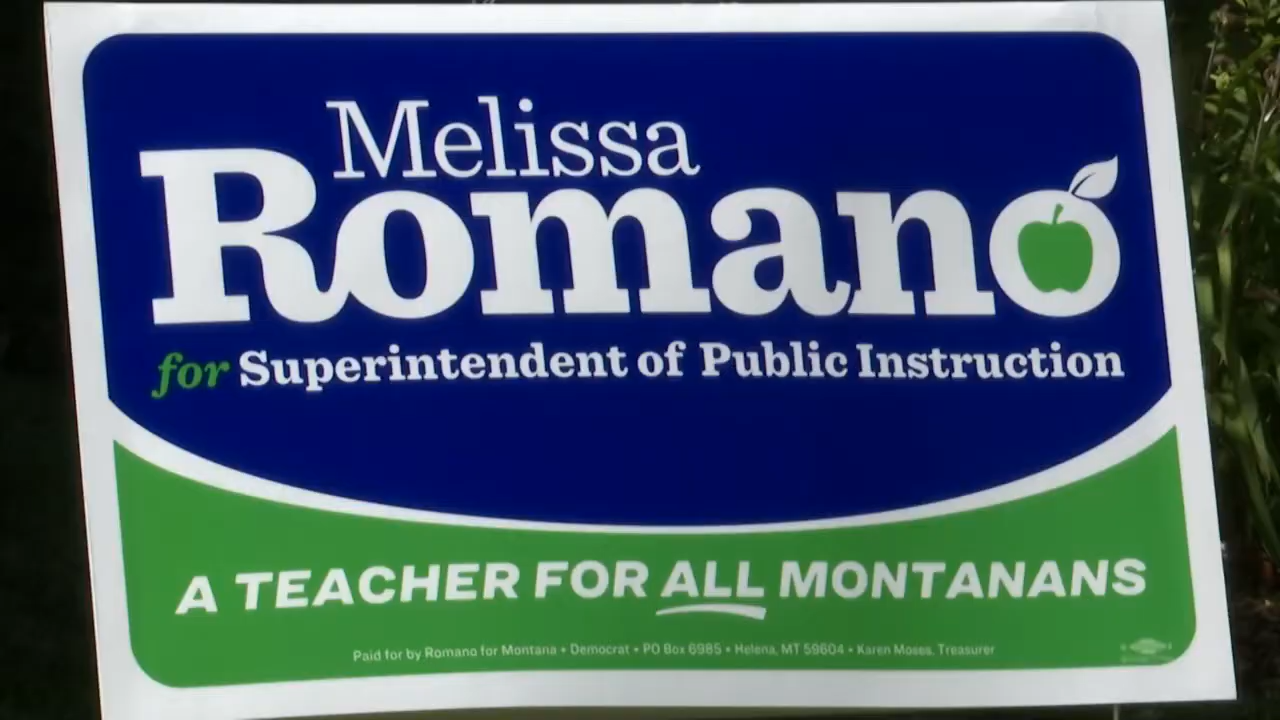 Melissa
Romano
for Superintendent of Public Instruction
A TEACHER FOR ALL MONTANANS
Paid for by Romano for Montana • Democrat • PO Box 6985 • Helena, MT 59604 • Karen Moses, Treasurer